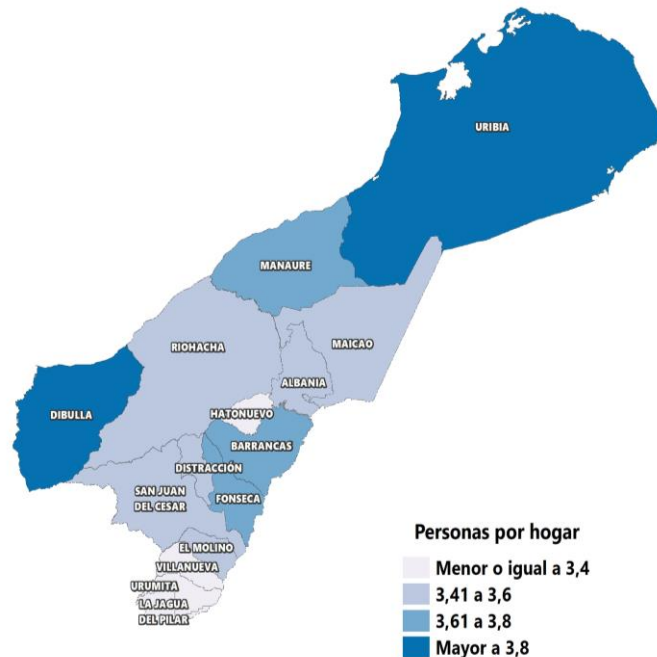 URIBIA
MANAURE
RIOHACHA
MAICAO
ALBANIA
DIBULLA
HATONUEVO
BARRANCAS
DISTRACCIÓN
SAN JUAN
DEL CESAR
FONSECA
EL MOLINO
VILLANUEVA
URUMITA
LA JAGUA
DEL PILAR
Personas por hogar
Menor o igual a 3,4
3,41 a 3,6
3,61 a 3,8
Mayor a 3,8